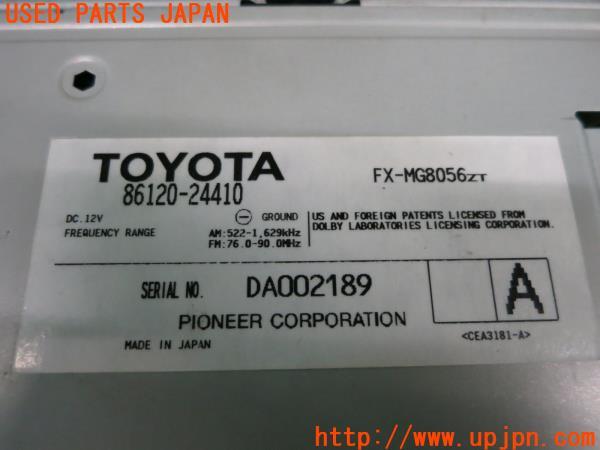 USED PARTS JAPAN
TOYOTA
86120-24410
FX-MG8056ZT
DC.12V
⊖ GROUND
FREQUENCY RANGE
AM:522-1,629kHz
FM:76.0-90.0MHz
US AND FOREIGN PATENTS LICENSED FROM
DOLBY LABORATORIES LICENSING CORPORATION.
SERIAL NO. DA002189
A
PIONEER CORPORATION
MADE IN JAPAN
<CEA3181-A>
http://www.upjpn.com/